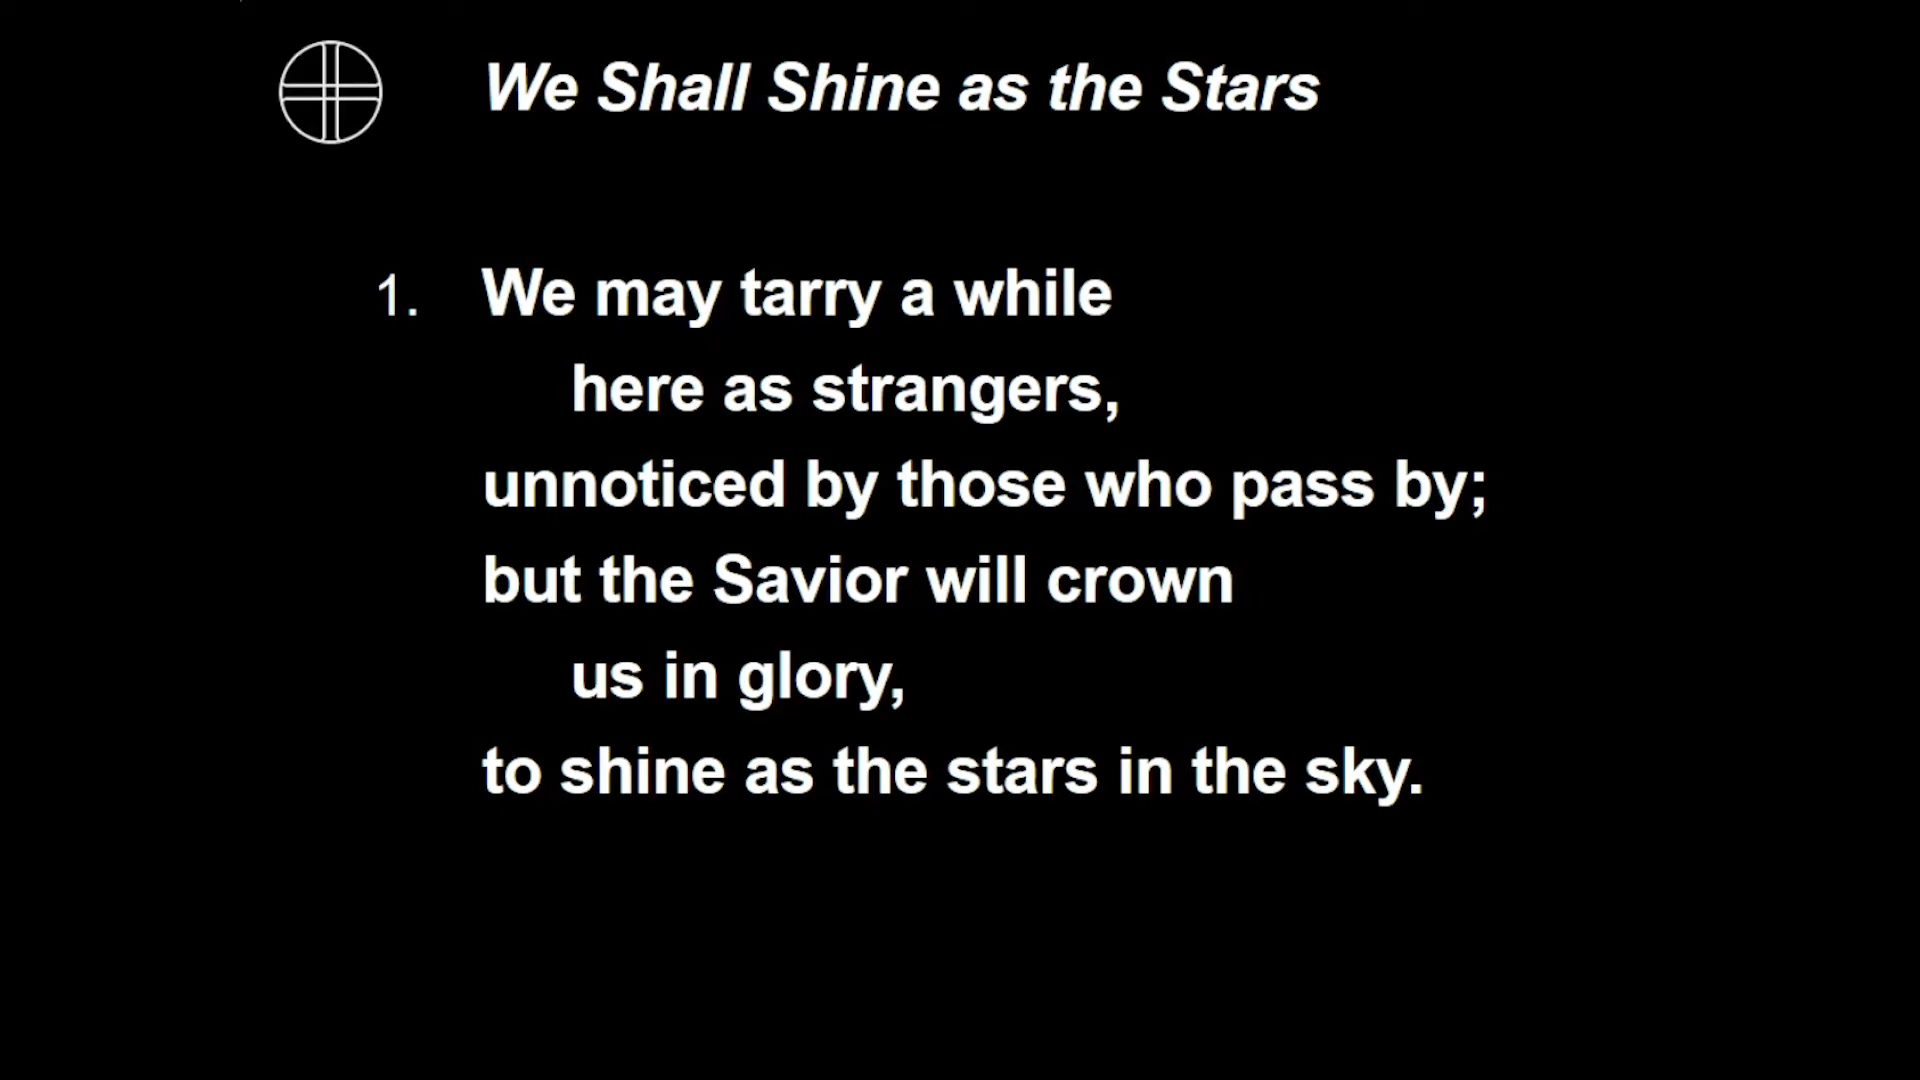 We Shall Shine as the Stars
1. We may tarry a while
here as strangers,
unnoticed by those who pass by;
but the Savior will crown
us in glory,
to shine as the stars in the sky.